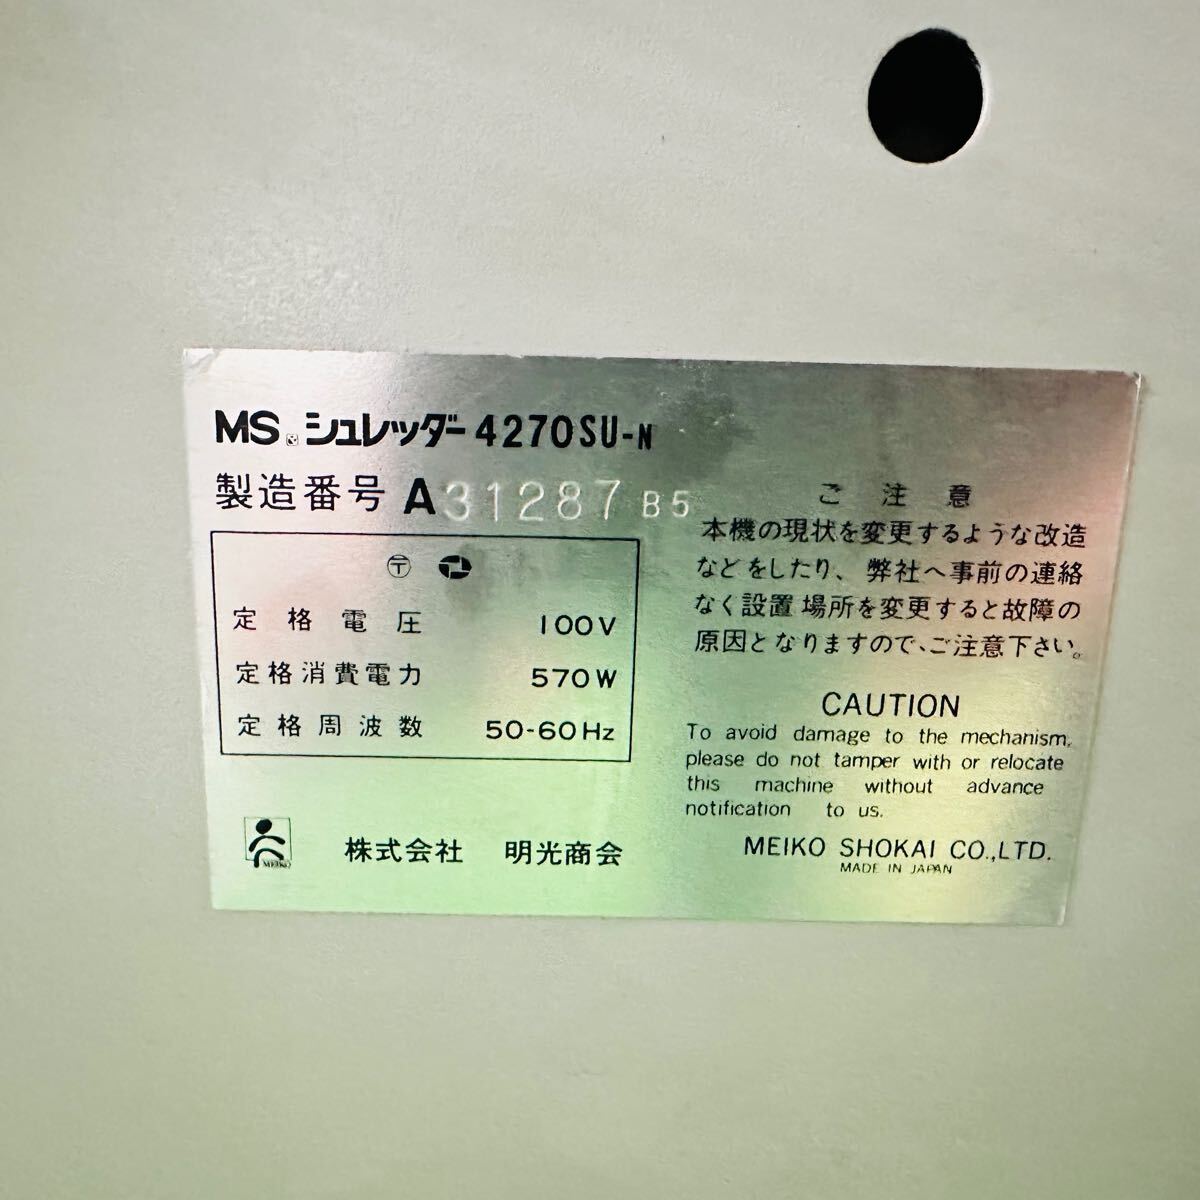 MS シュレッダー 4270SU-N
製造番号 A31287 B5
〒
定格電圧 100V
定格消費電力 570W
定格周波数 50-60Hz
MEIKO
株式会社 明光商会
ご注意
本機の現状を変更するような改造
などをしたり、弊社へ事前の連絡
なく設置場所を変更すると故障の
原因となりますので、ご注意下さい。
CAUTION
To avoid damage to the mechanism,
please do not tamper with or relocate
this machine without advance
notification to us.
MEIKO SHOKAI CO.,LTD.
MADE IN JAPAN